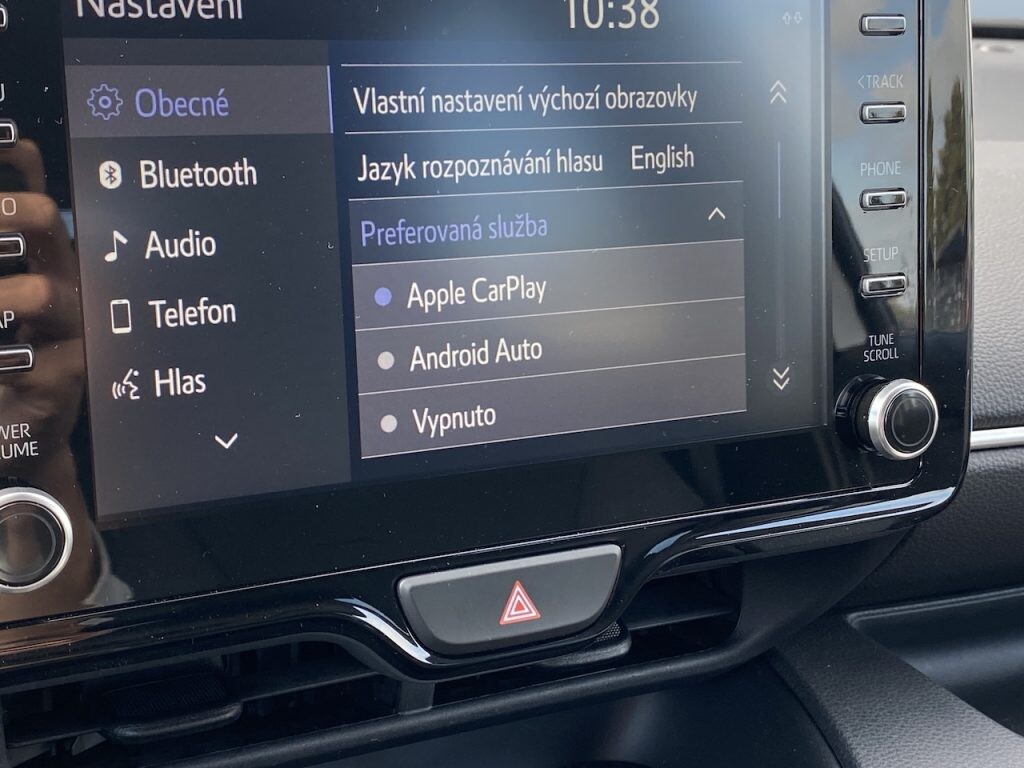 Nastavení
10:38
Obecné
Bluetooth
Audio
Telefon
Hlas
Vlastní nastavení výchozí obrazovky
Jazyk rozpoznávání hlasu English
Preferovaná služba
Apple CarPlay
Android Auto
Vypnuto
<TRACK
PHONE
SETUP
TUNE
SCROLL